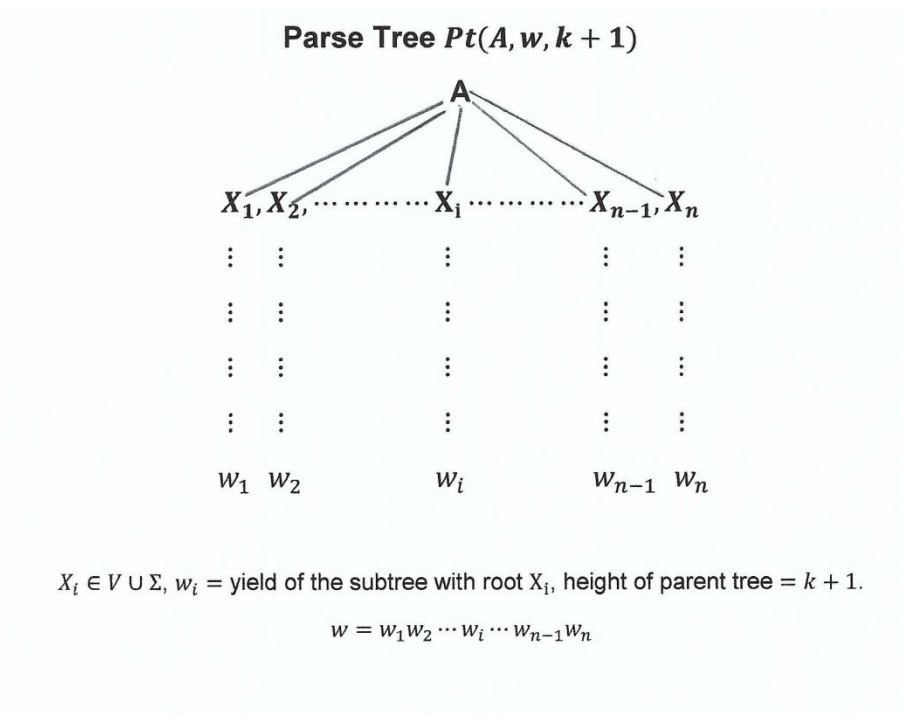 Parse Tree Pt(A, w, k + 1)
A
X₁, X₂, ⋯⋯⋯⋯ Xᵢ ⋯⋯⋯⋯ Xₙ₋₁, Xₙ
⋮ ⋮ ⋮ ⋮ ⋮
⋮ ⋮ ⋮ ⋮ ⋮
⋮ ⋮ ⋮ ⋮ ⋮
⋮ ⋮ ⋮ ⋮ ⋮
w₁ w₂ wᵢ wₙ₋₁ wₙ
Xᵢ ∈ V ∪ Σ, wᵢ = yield of the subtree with root Xᵢ, height of parent tree = k + 1.
w = w₁w₂ ⋯ wᵢ ⋯ wₙ₋₁wₙ